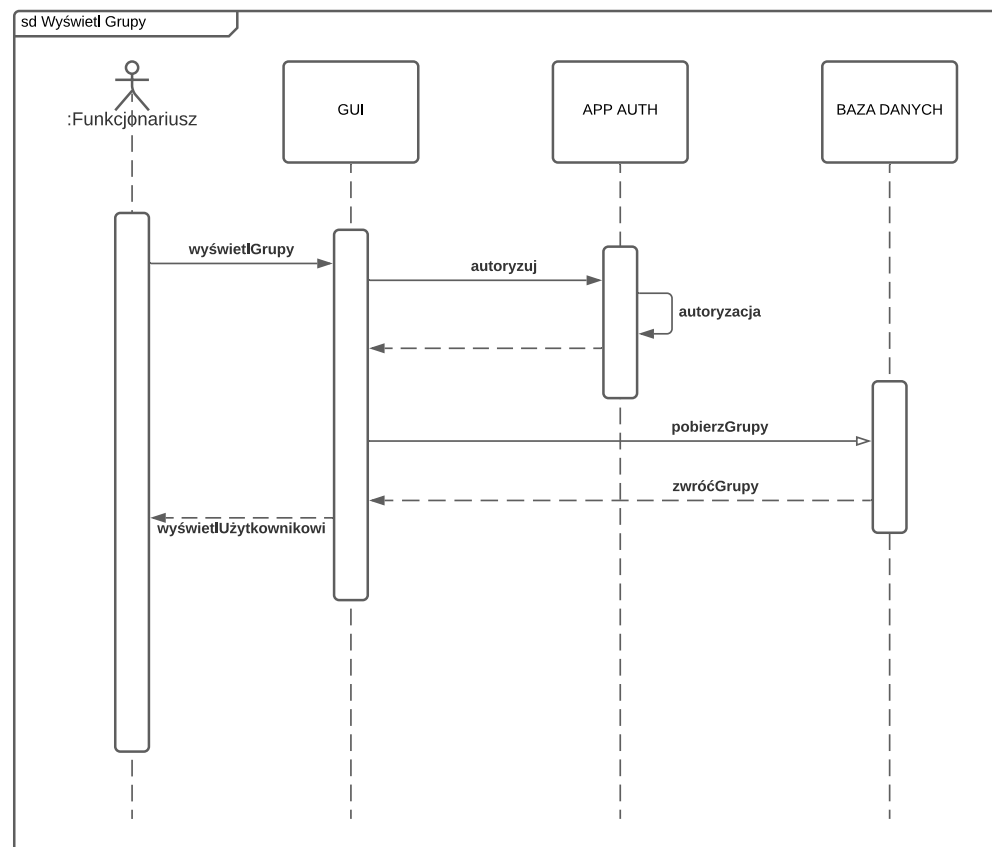 sd Wyświetl Grupy
:Funkcjonariusz
GUI
APP AUTH
BAZA DANYCH
wyświetlGrupy
autoryzuj
autoryzacja
pobierzGrupy
zwróćGrupy
wyświetlUżytkownikowi